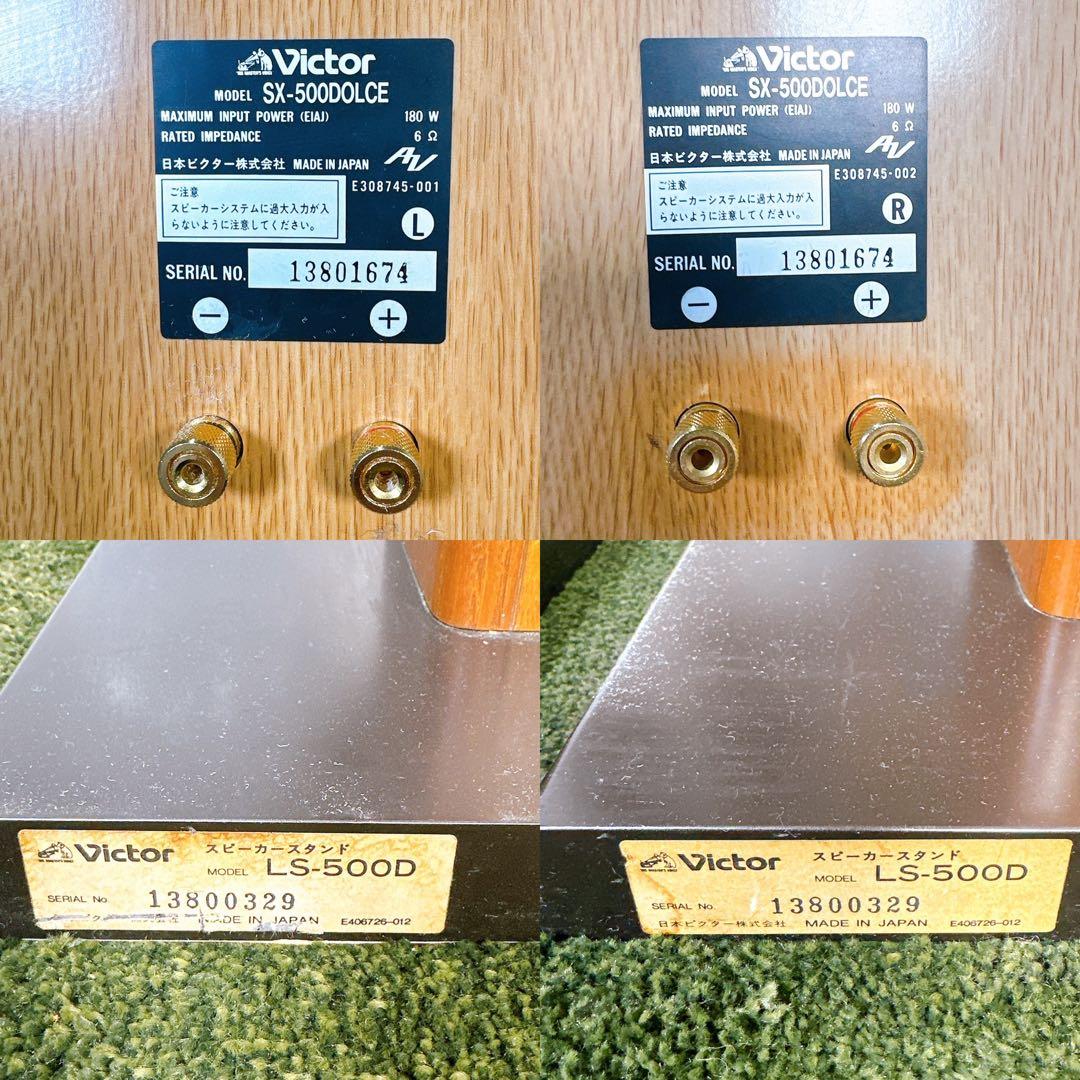 Victor
MODEL SX-500DOLCE
MAXIMUM INPUT POWER (EIAJ) 180 W
RATED IMPEDANCE 6 Ω
AV
日本ビクター株式会社 MADE IN JAPAN
E308745-001
ご注意
スピーカーシステムに過大入力が入
らないように注意してください。
L
SERIAL NO. 13801674
− +
Victor
MODEL SX-500DOLCE
MAXIMUM INPUT POWER (EIAJ) 180 W
RATED IMPEDANCE 6 Ω
AV
日本ビクター株式会社 MADE IN JAPAN
E308745-002
ご注意
スピーカーシステムに過大入力が入
らないように注意してください。
R
SERIAL NO. 13801674
− +
Victor スピーカースタンド
MODEL LS-500D
SERIAL No. 13800329
MADE IN JAPAN E406726-012
Victor スピーカースタンド
MODEL LS-500D
SERIAL No. 13800329
日本ビクター株式会社 MADE IN JAPAN E406726-012